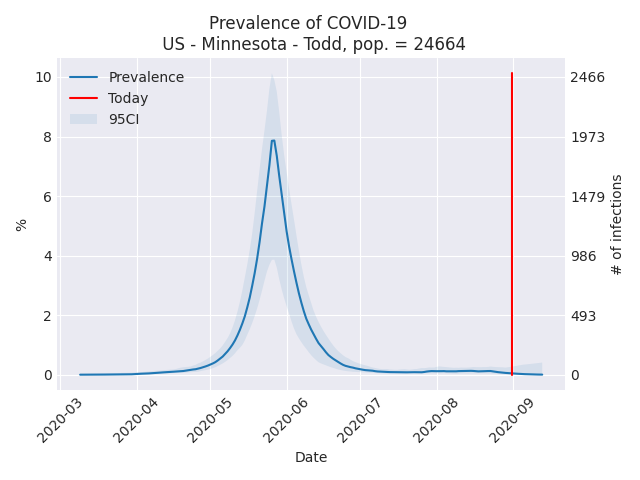 Prevalence of COVID-19
US - Minnesota - Todd, pop. = 24664
Prevalence
Today
95CI
10
8
6
4
2
0
%
2466
1973
1479
986
493
0
# of infections
2020-03
2020-04
2020-05
2020-06
2020-07
2020-08
2020-09
Date